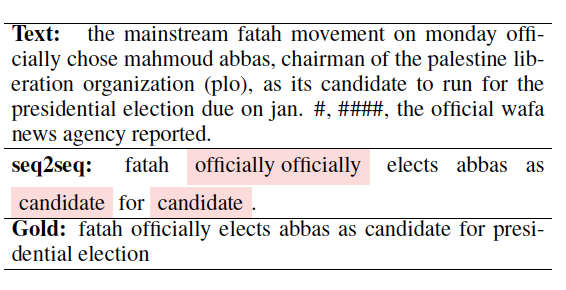 Text: the mainstream fatah movement on monday offi-
cially chose mahmoud abbas, chairman of the palestine lib-
eration organization (plo), as its candidate to run for the
presidential election due on jan. #, ####, the official wafa
news agency reported.
seq2seq: fatah officially officially elects abbas as
candidate for candidate .
Gold: fatah officially elects abbas as candidate for presi-
dential election